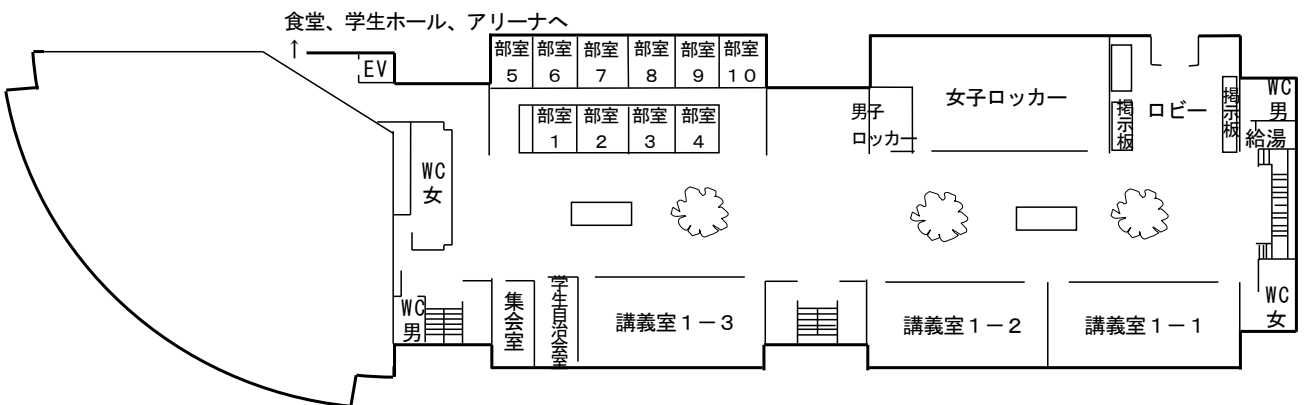 食堂、学生ホール、アリーナへ
↑
EV
部室
5
部室
6
部室
7
部室
8
部室
9
部室
10
部室
1
部室
2
部室
3
部室
4
男子
ロッカー
女子ロッカー
掲示板
ロビー
掲示板
WC
男
給湯
WC
女
WC
男
集会室
学生自治会室
講義室1-3
講義室1-2
講義室1-1
WC
女